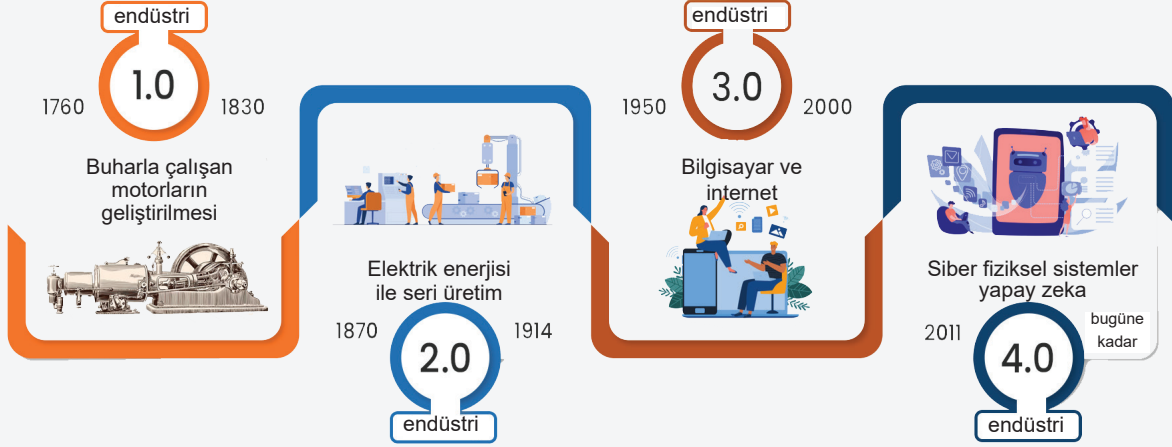 endüstri
1.0
1760
1830
Buharla çalışan
motorların
geliştirilmesi
Elektrik enerjisi
ile seri üretim
1870
1914
2.0
endüstri
endüstri
3.0
1950
2000
Bilgisayar ve
internet
Siber fiziksel sistemler
yapay zeka
2011
bugüne
kadar
4.0
endüstri